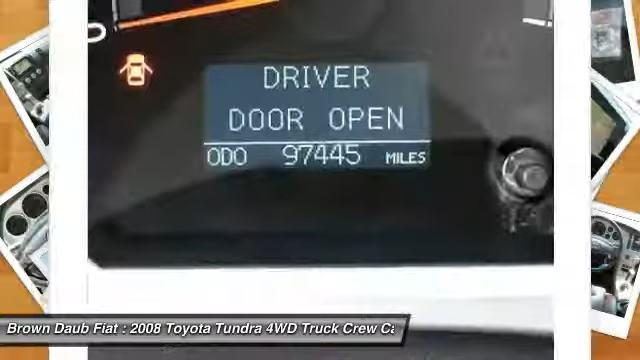 DRIVER
DOOR OPEN
ODO 97445 MILES
Brown Daub Fiat : 2008 Toyota Tundra 4WD Truck Crew Ca